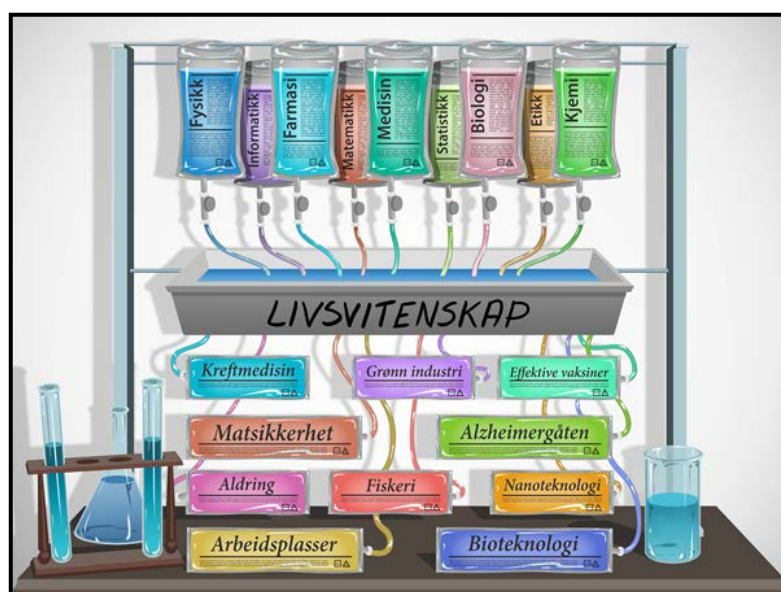 Fysikk
Informatikk
Farmasi
Matematikk
Medisin
Statistikk
Biologi
Etikk
Kjemi
LIVSVITENSKAP
Kreftmedisin
Grønn industri
Effektive vaksiner
Matsikkerhet
Alzheimergåten
Aldring
Fiskeri
Nanoteknologi
Arbeidsplasser
Bioteknologi